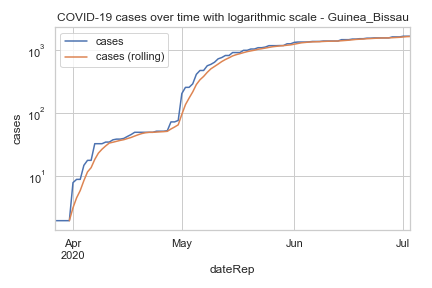 COVID-19 cases over time with logarithmic scale - Guinea_Bissau
cases
cases (rolling)
10³
10²
10¹
cases
Apr
2020
May
Jun
Jul
dateRep